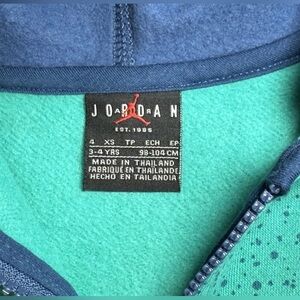 JORDAN
AIR
EST. 1985
4 XS TP ECH EP
3-4 YRS 98-104 CM
MADE IN THAILAND
FABRIQUÉ EN THAÏLANDE
HECHO EN TAILANDIA